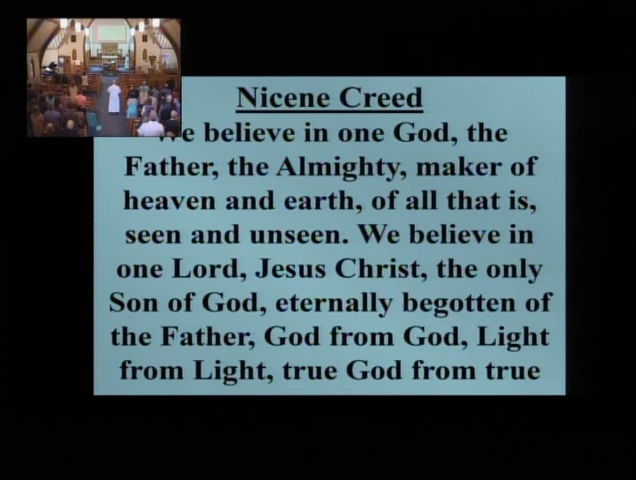 Nicene Creed
We believe in one God, the
Father, the Almighty, maker of
heaven and earth, of all that is,
seen and unseen. We believe in
one Lord, Jesus Christ, the only
Son of God, eternally begotten of
the Father, God from God, Light
from Light, true God from true